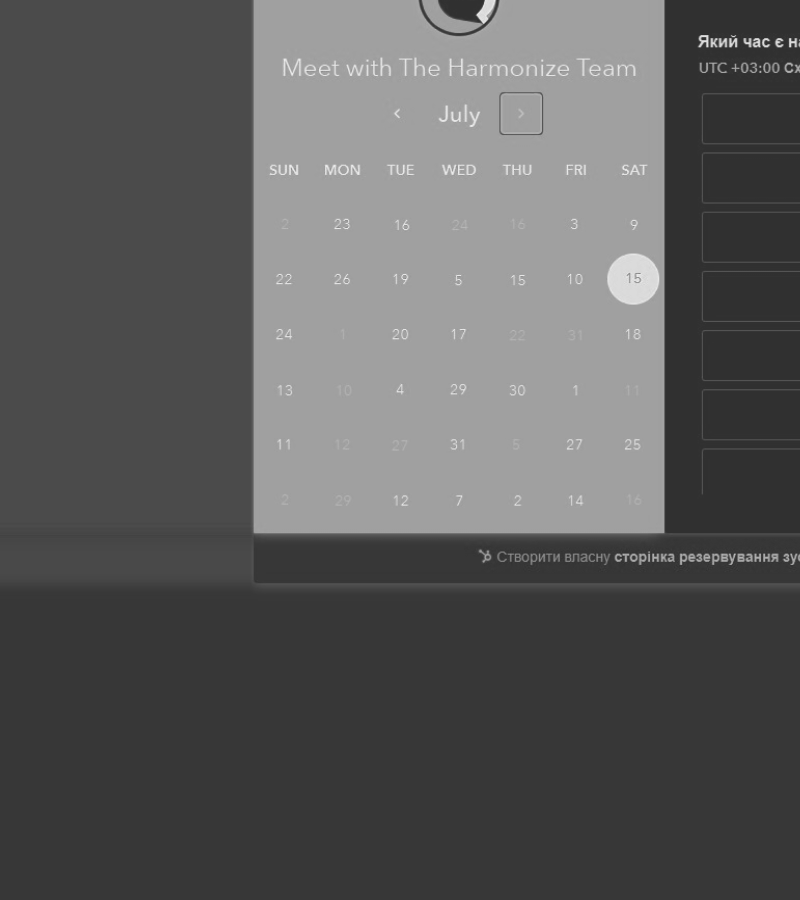 Meet with The Harmonize Team
July
SUN MON TUE WED THU FRI SAT
2 23 16 24 16 3 9
22 26 19 5 15 10 15
24 1 20 17 22 31 18
13 10 4 29 30 1 11
11 12 27 31 5 27 25
2 29 12 7 2 14 16
Який час є
UTC +03:00
Створити власну сторінка резервування